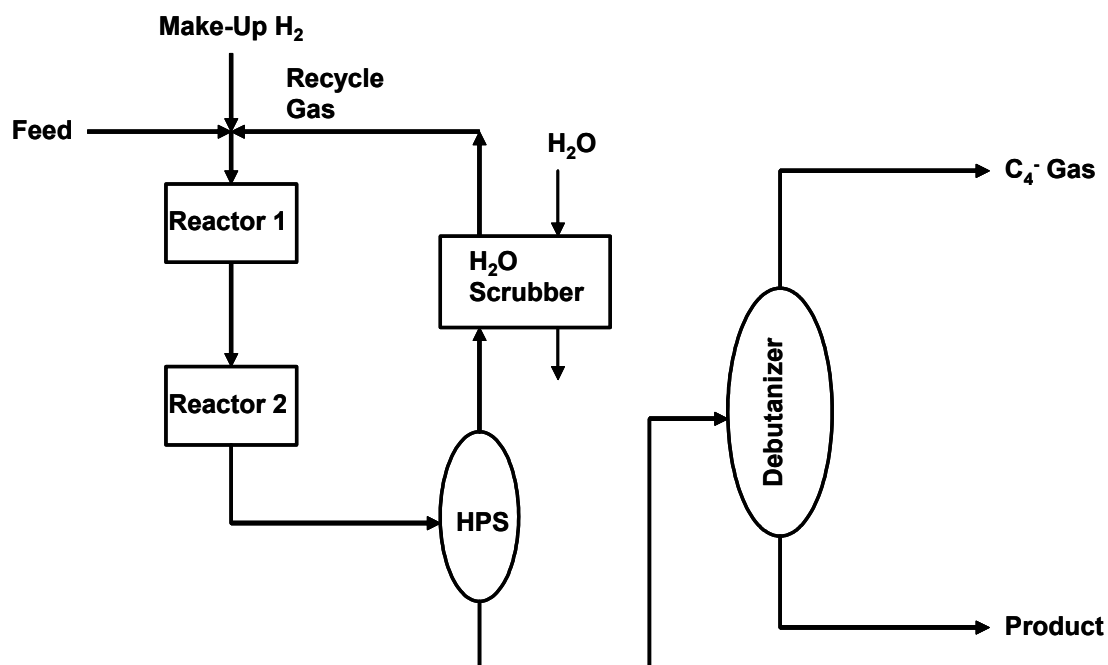 Make-Up H₂
Recycle
Gas
Feed
H₂O
C₄⁻ Gas
Reactor 1
H₂O
Scrubber
Reactor 2
Debutanizer
HPS
Product